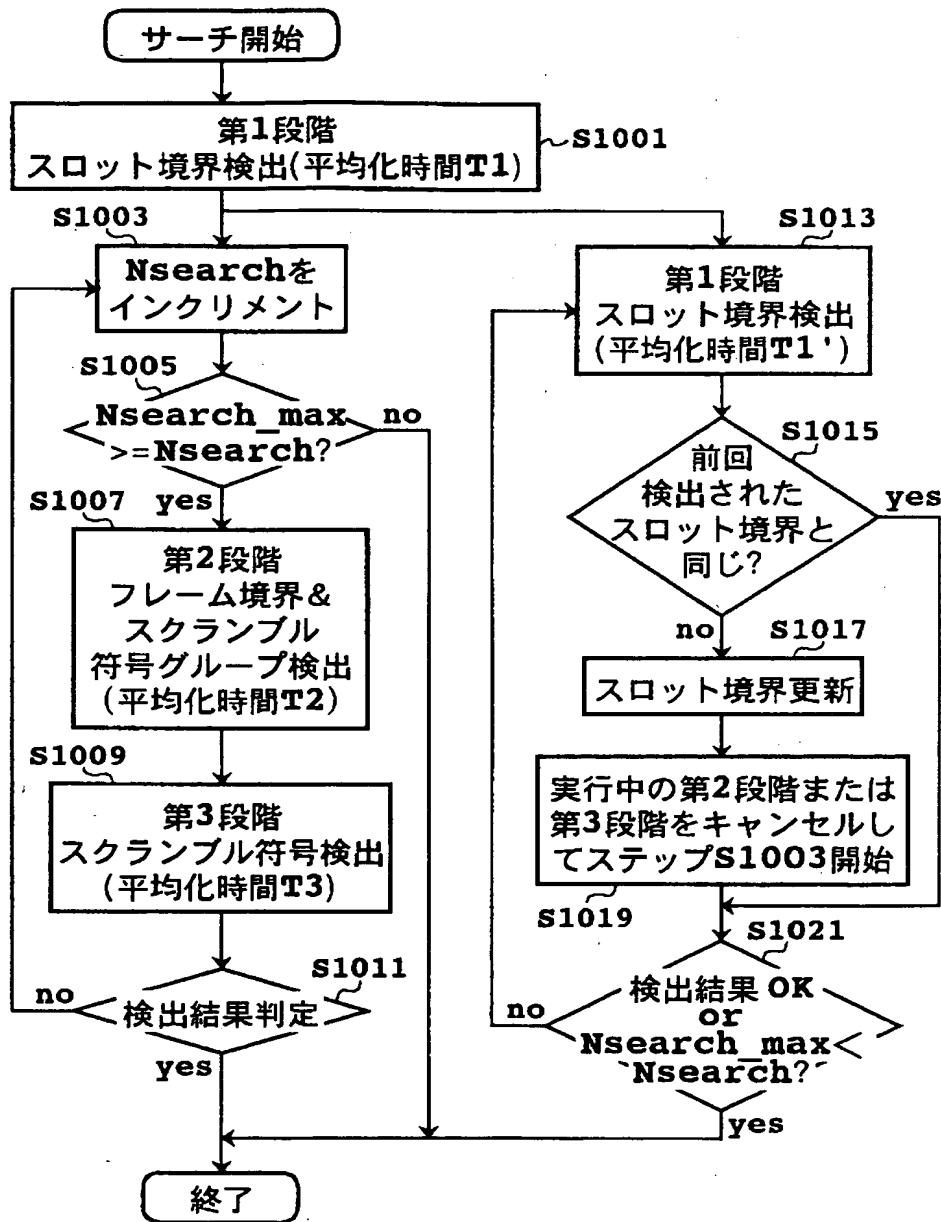 サーチ開始
第1段階
スロット境界検出(平均化時間T1)
S1001
S1003
Nsearchを
インクリメント
S1005
Nsearch_max
>=Nsearch?
no
yes
S1007
第2段階
フレーム境界&
スクランブル
符号グループ検出
(平均化時間T2)
S1009
第3段階
スクランブル符号検出
(平均化時間T3)
S1011
no
検出結果判定
yes
S1013
第1段階
スロット境界検出
(平均化時間T1')
S1015
前回
検出された
スロット境界と
同じ?
yes
no
S1017
スロット境界更新
実行中の第2段階または
第3段階をキャンセルし
てステップS1003開始
S1019
S1021
no
検出結果OK
or
Nsearch_max<
Nsearch?
yes
終了